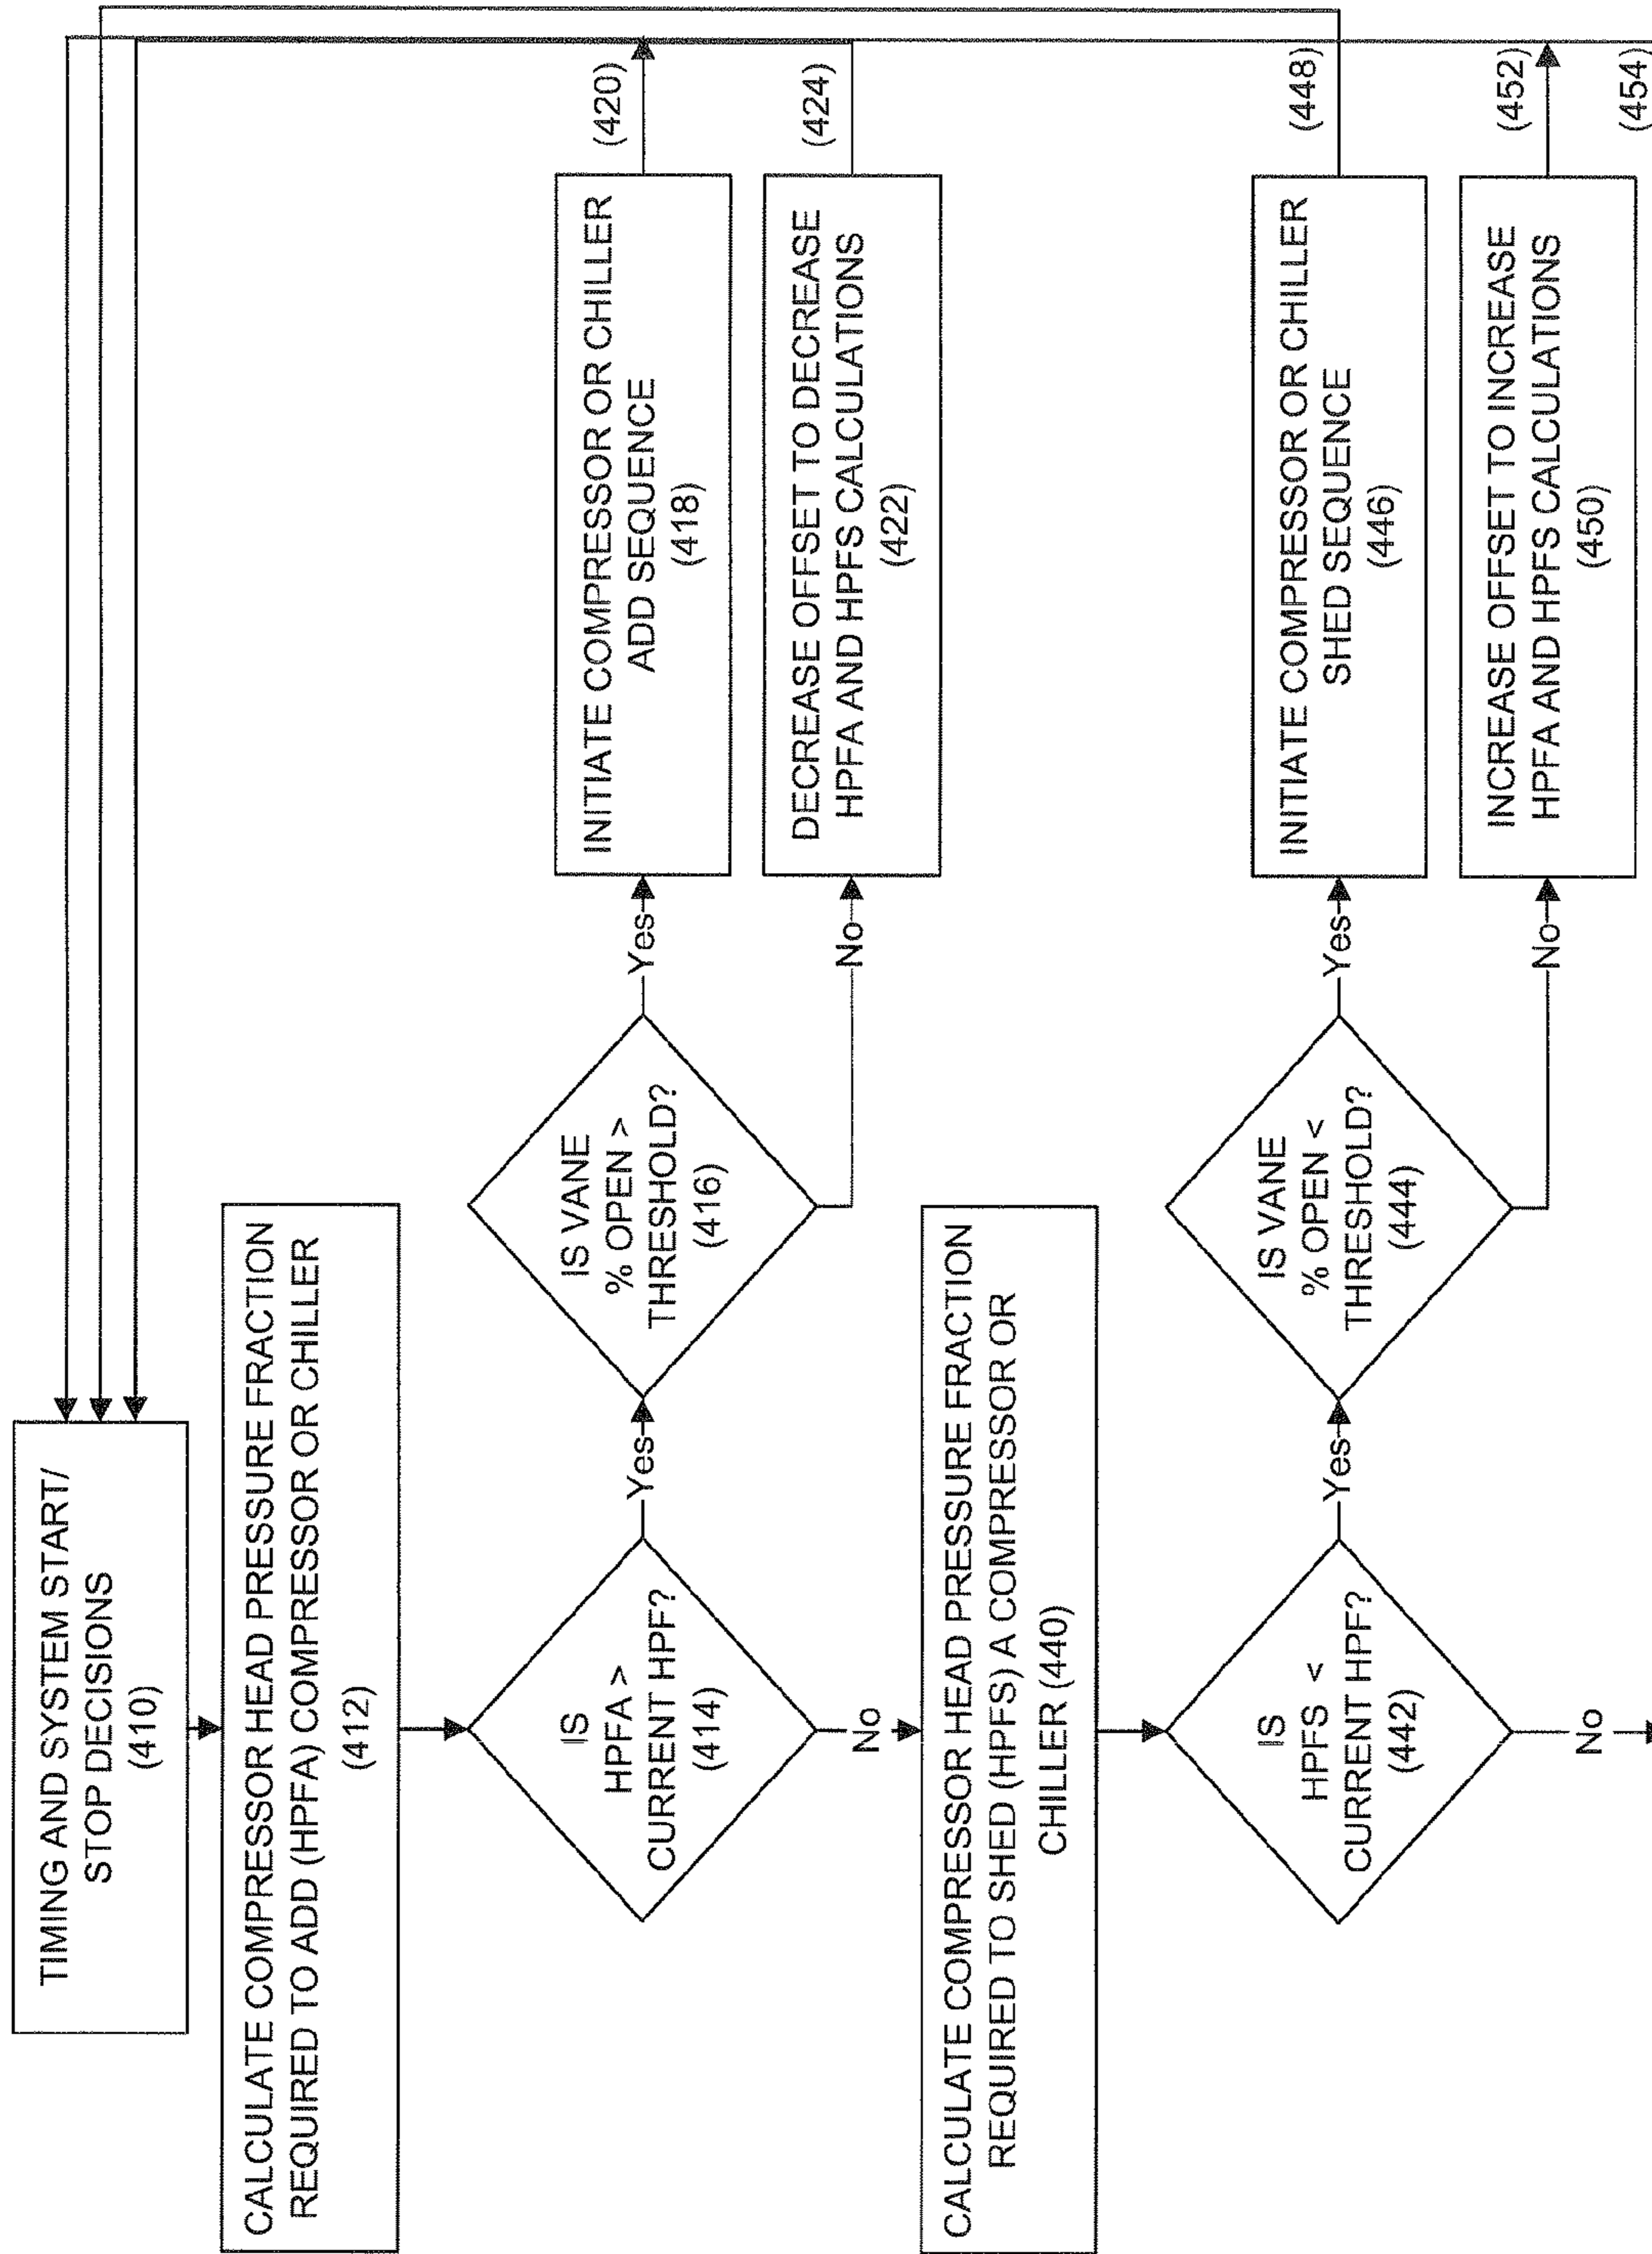 TIMING AND SYSTEM START/
STOP DECISIONS
(410)
CALCULATE COMPRESSOR HEAD PRESSURE FRACTION
REQUIRED TO ADD (HPFA) COMPRESSOR OR CHILLER
(412)
IS
HPFA >
CURRENT HPF?
(414)
Yes
IS VANE
% OPEN >
THRESHOLD?
(416)
Yes
INITIATE COMPRESSOR OR CHILLER
ADD SEQUENCE
(418)
(420)
No
DECREASE OFFSET TO DECREASE
HPFA AND HPFS CALCULATIONS
(422)
(424)
No
CALCULATE COMPRESSOR HEAD PRESSURE FRACTION
REQUIRED TO SHED (HPFS) A COMPRESSOR OR
CHILLER (440)
IS
HPFS <
CURRENT HPF?
(442)
Yes
IS VANE
% OPEN <
THRESHOLD?
(444)
Yes
INITIATE COMPRESSOR OR CHILLER
SHED SEQUENCE
(446)
(448)
No
INCREASE OFFSET TO INCREASE
HPFA AND HPFS CALCULATIONS
(450)
(452)
No
(454)